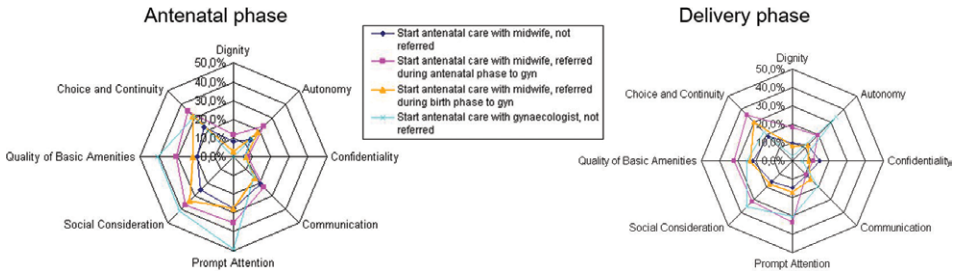 Antenatal phase
Delivery phase
Start antenatal care with midwife, not
referred
Start antenatal care with midwife, referred
during antenatal phase to gyn
Start antenatal care with midwife, referred
during birth phase to gyn
Start antenatal care with gynaecologist, not
referred
Dignity
50,0%
40,0%
30,0%
20,0%
10,0%
0,0%
Autonomy
Confidentiality
Communication
Prompt Attention
Social Consideration
Quality of Basic Amenities
Choice and Continuity
Dignity
50,0%
40,0%
30,0%
20,0%
10,0%
0,0%
Autonomy
Confidentiality
Communication
Prompt Attention
Social Consideration
Quality of Basic Amenities
Choice and Continuity